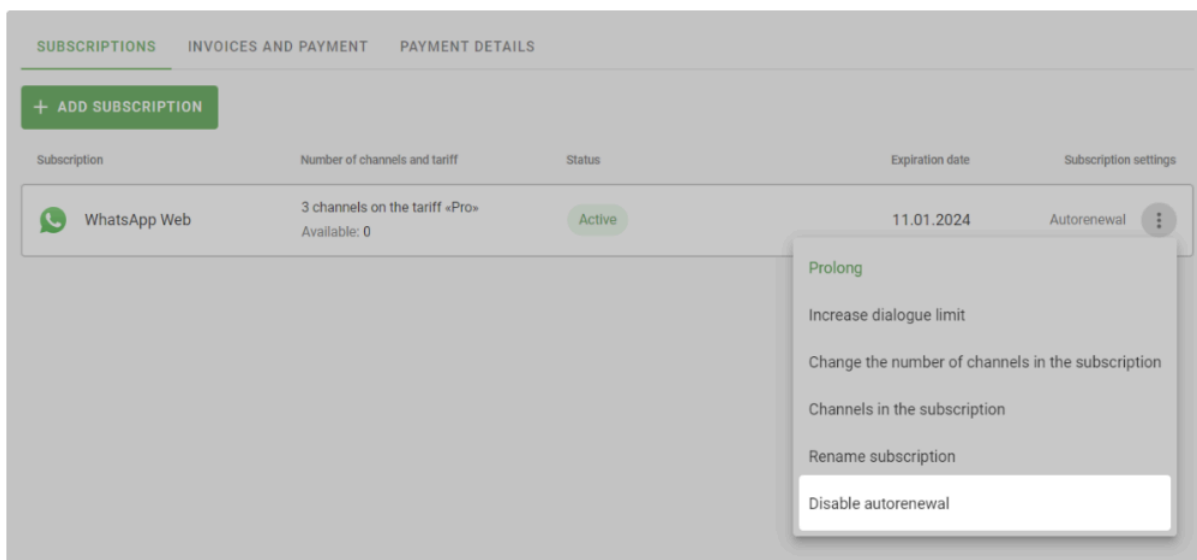 SUBSCRIPTIONS INVOICES AND PAYMENT PAYMENT DETAILS
+ ADD SUBSCRIPTION
Subscription Number of channels and tariff Status Expiration date Subscription settings
WhatsApp Web 3 channels on the tariff «Pro» Active 11.01.2024 Autorenewal
Available: 0
Prolong
Increase dialogue limit
Change the number of channels in the subscription
Channels in the subscription
Rename subscription
Disable autorenewal